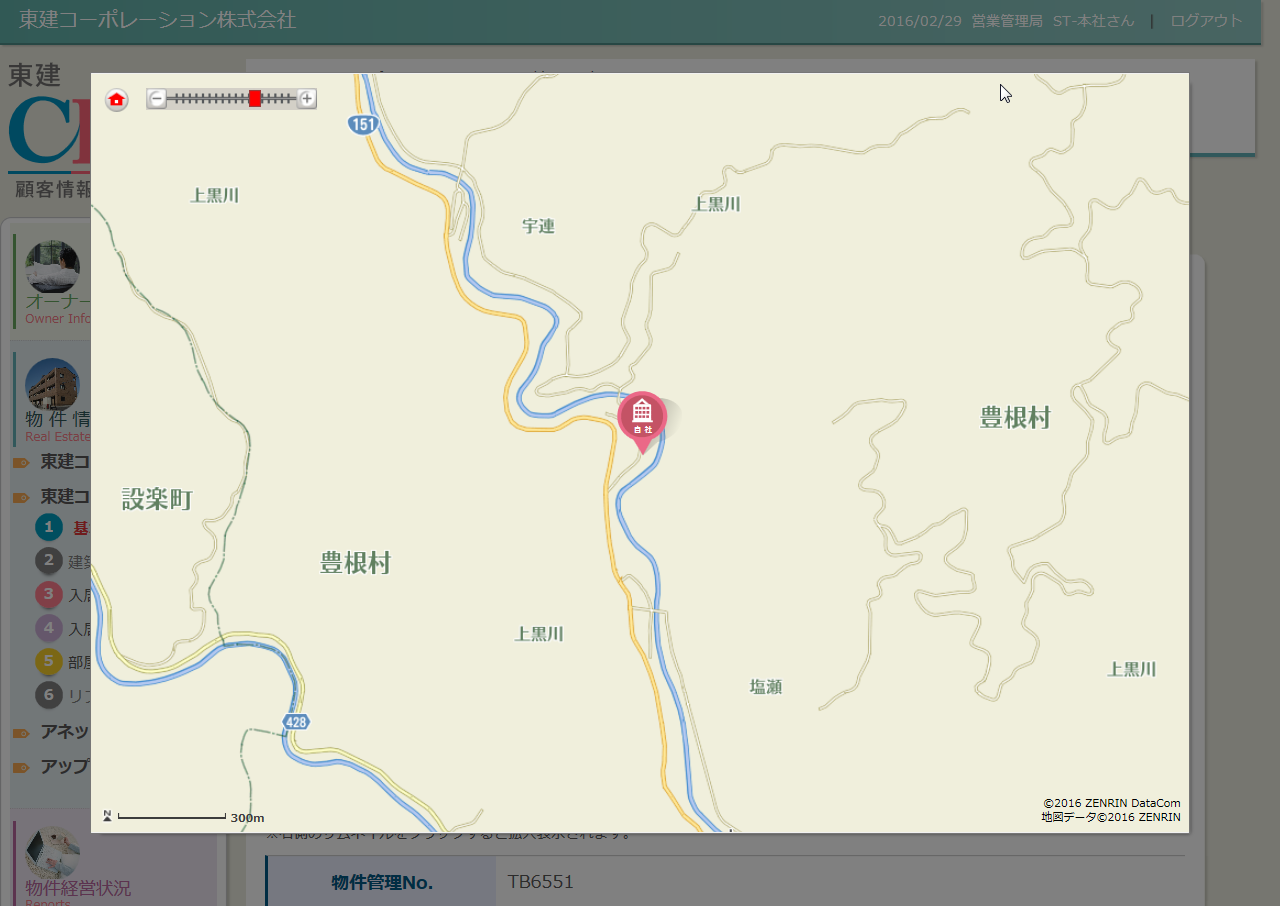 東建コーポレーション株式会社
2016/02/29 営業管理局 ST-本社さん | ログアウト
東建
顧客情報
オーナー
Owner Info
物件情
Real Estate
東建コ
東建コ
1 基
2 建築
3 入居
4 入居
5 部屋
6 リフ
アネッ
アップ
物件経営状況
Reports
151
上黒川
宇連
上黒川
自社
豊根村
設楽町
豊根村
上黒川
塩瀬
上黒川
428
N
300m
©2016 ZENRIN DataCom
地図データ©2016 ZENRIN
物件管理No. TB6551